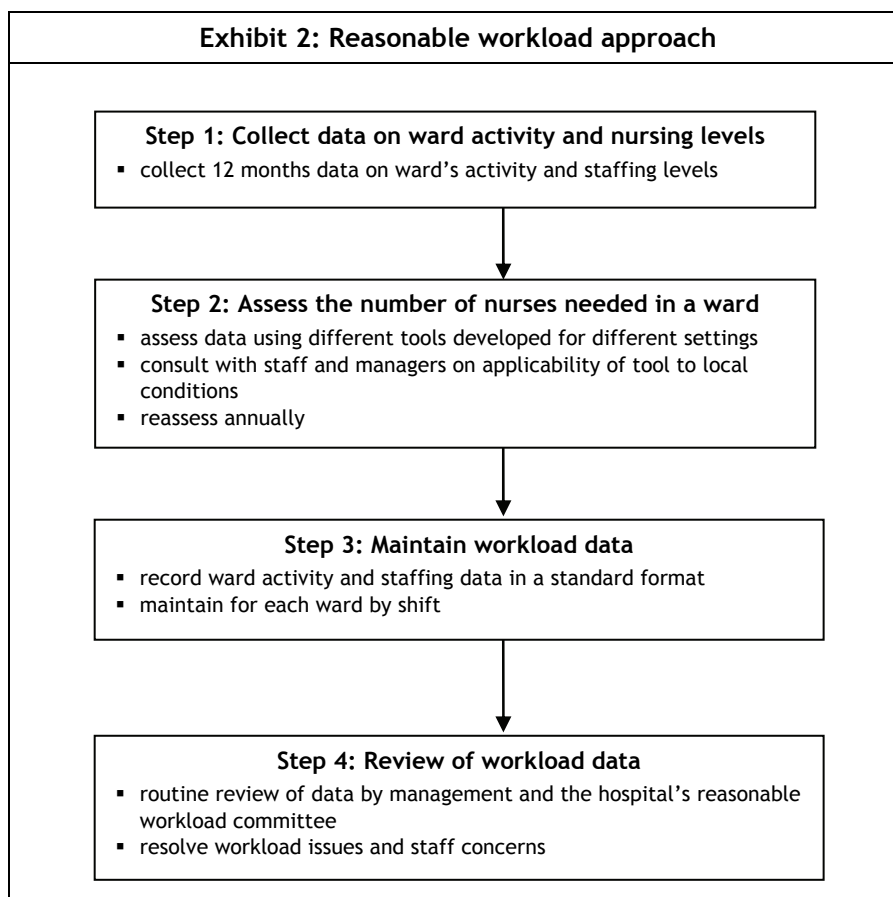 Exhibit 2: Reasonable workload approach
Step 1: Collect data on ward activity and nursing levels
▪ collect 12 months data on ward’s activity and staffing levels
Step 2: Assess the number of nurses needed in a ward
▪ assess data using different tools developed for different settings
▪ consult with staff and managers on applicability of tool to local
conditions
▪ reassess annually
Step 3: Maintain workload data
▪ record ward activity and staffing data in a standard format
▪ maintain for each ward by shift
Step 4: Review of workload data
▪ routine review of data by management and the hospital’s reasonable
workload committee
▪ resolve workload issues and staff concerns